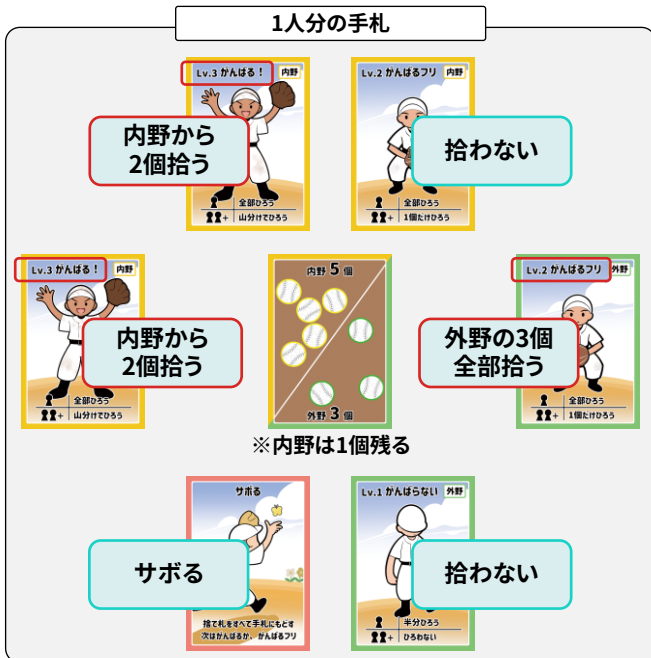 1人分の手札
Lv.3 がんばる！ 内野
内野から
2個拾う
全部ひろう
山分けでひろう
Lv.2 がんばるフリ 内野
拾わない
全部ひろう
1個だけひろう
Lv.3 がんばる！ 内野
内野から
2個拾う
全部ひろう
山分けでひろう
内野 5 個
外野 3 個
※内野は1個残る
Lv.2 がんばるフリ 外野
外野の3個
全部拾う
全部ひろう
1個だけひろう
サボる
サボる
捨て札をすべて手札にもどす
次はがんばるか、がんばるフリ
Lv.1 がんばらない 外野
拾わない
半分ひろう
ひろわない